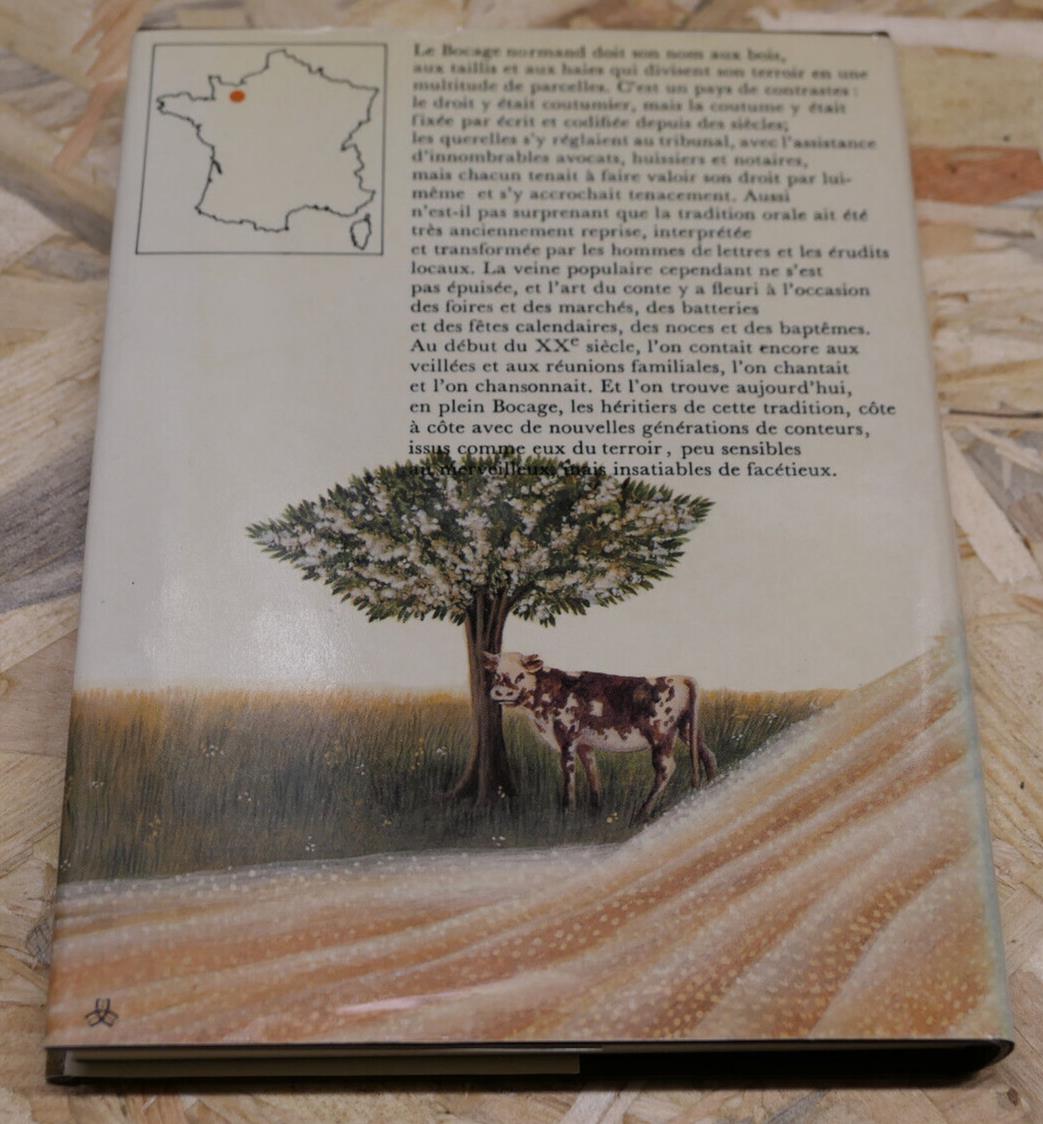 Le Bocage normand doit son nom aux bois,
aux taillis et aux haies qui divisent son terroir en une
multitude de parcelles. C'est un pays de contrastes :
le droit y était coutumier, mais la coutume y était
fixée par écrit et codifiée depuis des siècles;
les querelles s'y réglaient au tribunal, avec l'assistance
d'innombrables avocats, huissiers et notaires,
mais chacun tenait à faire valoir son droit par lui-
même et s'y accrochait tenacement. Aussi
n'est-il pas surprenant que la tradition orale ait été
très anciennement reprise, interprétée
et transformée par les hommes de lettres et les érudits
locaux. La veine populaire cependant ne s'est
pas épuisée, et l'art du conte y a fleuri à l'occasion
des foires et des marchés, des batteries
et des fêtes calendaires, des noces et des baptêmes.
Au début du XXe siècle, l'on contait encore aux
veillées et aux réunions familiales, l'on chantait
et l'on chansonnait. Et l'on trouve aujourd'hui,
en plein Bocage, les héritiers de cette tradition, côte
à côte avec de nouvelles générations de conteurs,
issus comme eux du terroir, peu sensibles
au merveilleux, mais insatiables de facétieux.